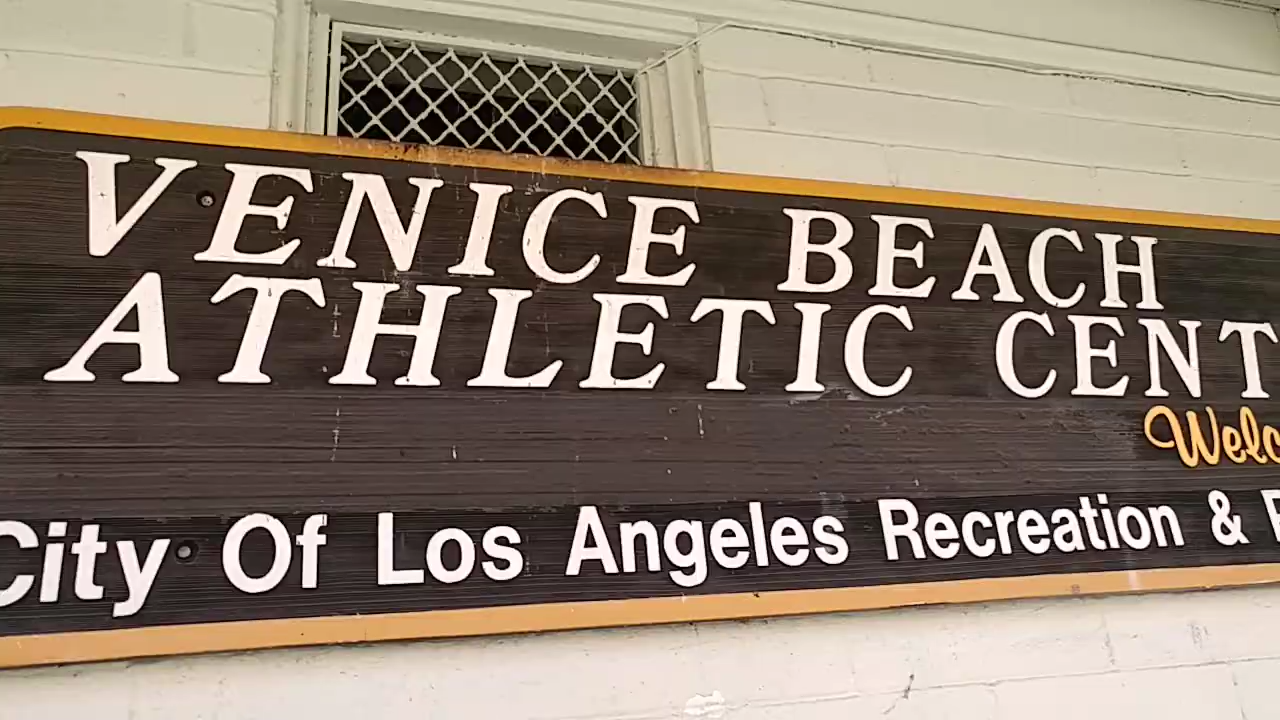 VENICE BEACH
ATHLETIC CENT
Welc
City Of Los Angeles Recreation &